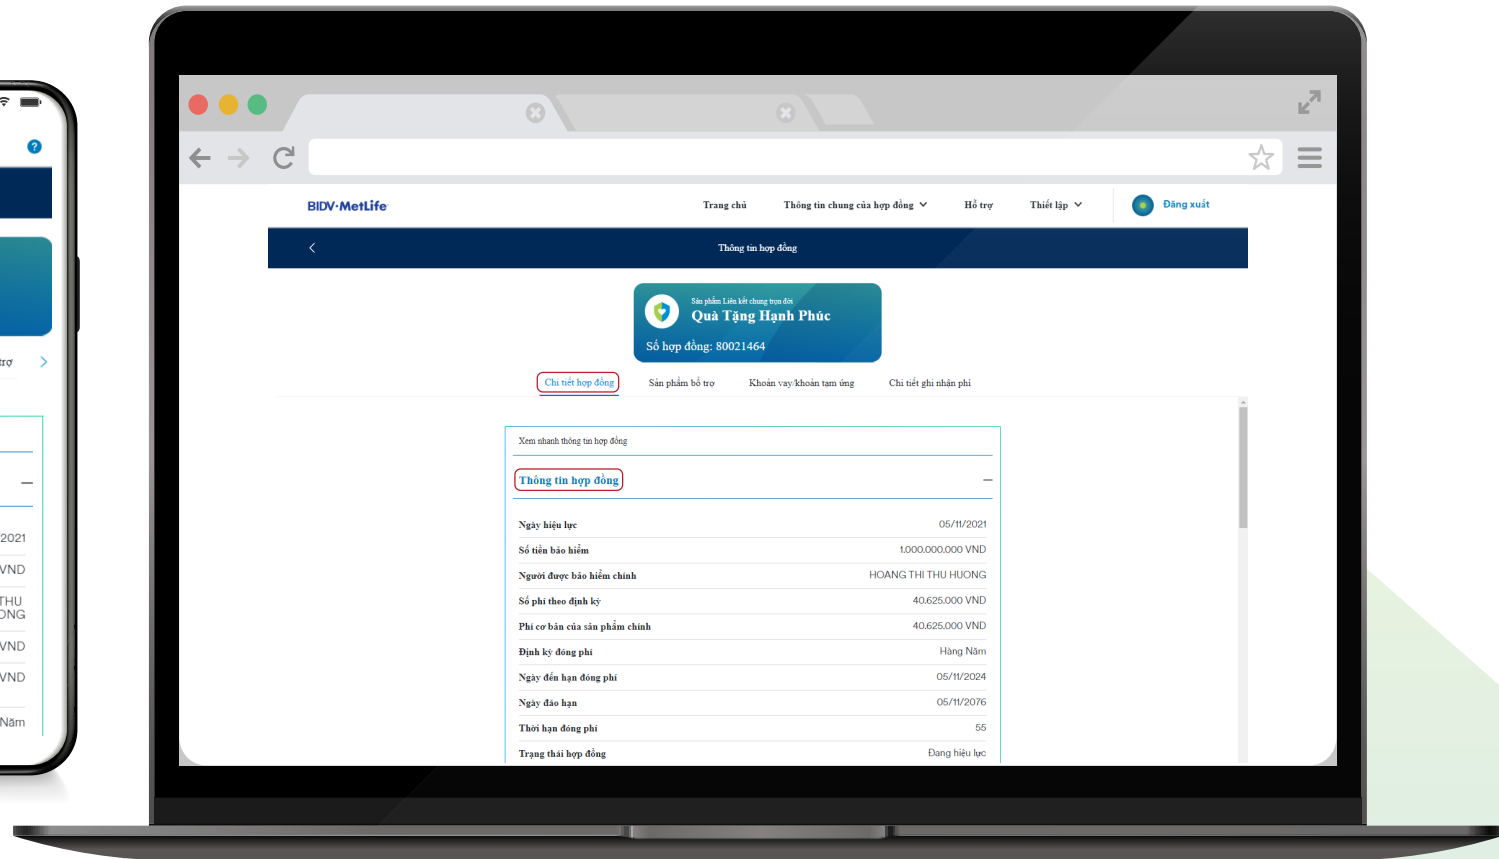 ?
trợ
2021
VND
THU
ONG
VND
VND
Năm
BIDV·MetLife
Trang chủ
Thông tin chung của hợp đồng
Hỗ trợ
Thiết lập
Đăng xuất
Thông tin hợp đồng
Sản phẩm Liên kết chung trọn đời
Quà Tặng Hạnh Phúc
Số hợp đồng: 80021464
Chi tiết hợp đồng
Sản phẩm bổ trợ
Khoản vay/khoản tạm ứng
Chi tiết ghi nhận phí
Xem nhanh thông tin hợp đồng
Thông tin hợp đồng
Ngày hiệu lực 05/11/2021
Số tiền bảo hiểm 1.000.000.000 VND
Người được bảo hiểm chính HOANG THI THU HUONG
Số phí theo định kỳ 40.625.000 VND
Phí cơ bản của sản phẩm chính 40.625.000 VND
Định kỳ đóng phí Hàng Năm
Ngày đến hạn đóng phí 05/11/2024
Ngày đáo hạn 05/11/2076
Thời hạn đóng phí 55
Trạng thái hợp đồng Đang hiệu lực